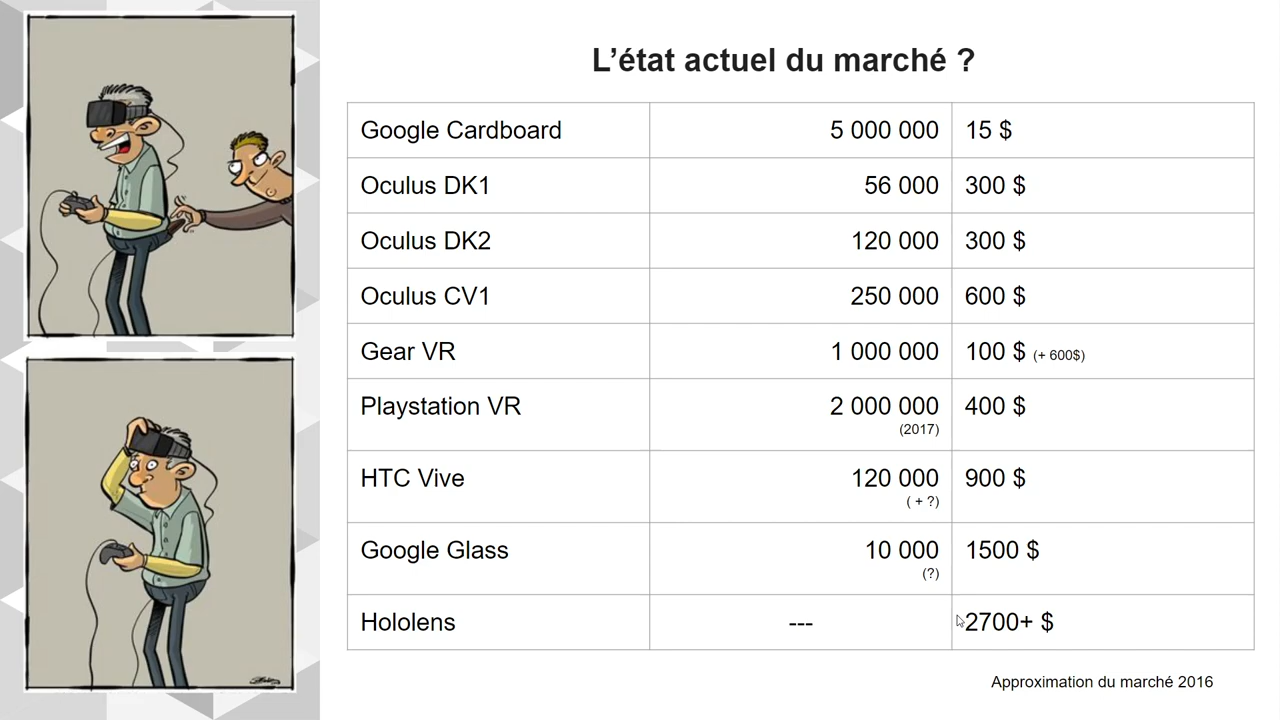 L’état actuel du marché ?
Google Cardboard 5 000 000 15 $
Oculus DK1 56 000 300 $
Oculus DK2 120 000 300 $
Oculus CV1 250 000 600 $
Gear VR 1 000 000 100 $ (+ 600$)
Playstation VR 2 000 000 400 $
(2017)
HTC Vive 120 000 900 $
( + ?)
Google Glass 10 000 1500 $
(?)
Hololens --- 2700+ $
Approximation du marché 2016